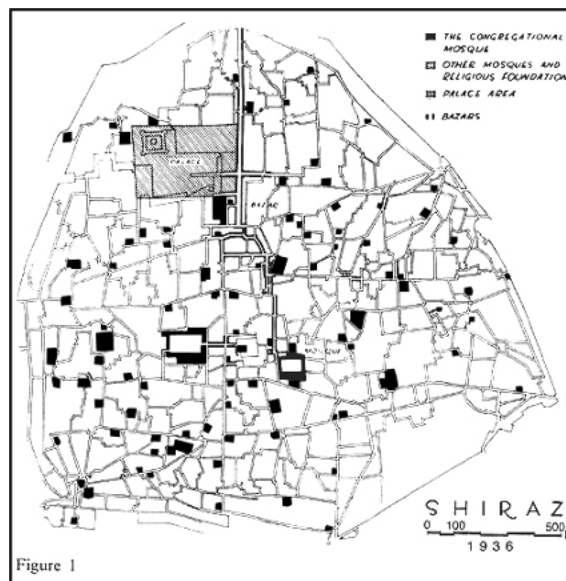 THE CONGREGATIONAL
MOSQUE
OTHER MOSQUES AND
RELIGIOUS FOUNDATION
PALACE AREA
BAZARS
PALACE
BAZAR
SHIRAZ
0 100 500
1936
Figure 1